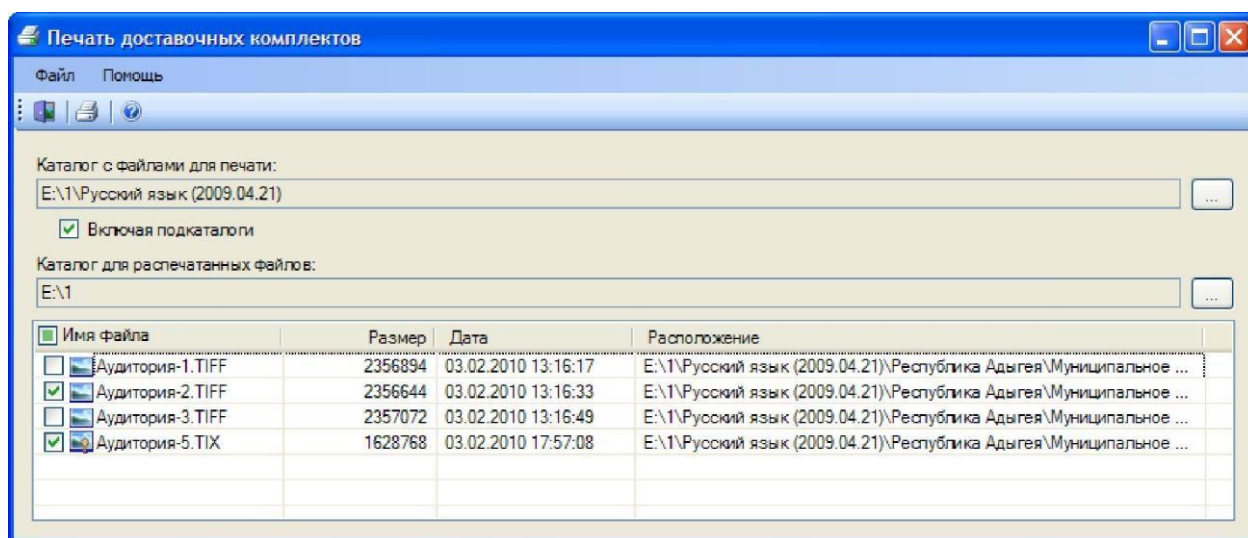 Печать доставочных комплектов
Файл Помощь
Каталог с файлами для печати:
E:\1\Русский язык (2009.04.21)
...
Включая подкаталоги
Каталог для распечатанных файлов:
E:\1
...
Имя файла Размер Дата Расположение
Аудитория-1.TIFF 2356894 03.02.2010 13:16:17 E:\1\Русский язык (2009.04.21)\Республика Адыгея\Муниципальное ...
Аудитория-2.TIFF 2356644 03.02.2010 13:16:33 E:\1\Русский язык (2009.04.21)\Республика Адыгея\Муниципальное ...
Аудитория-3.TIFF 2357072 03.02.2010 13:16:49 E:\1\Русский язык (2009.04.21)\Республика Адыгея\Муниципальное ...
Аудитория-5.TIX 1628768 03.02.2010 17:57:08 E:\1\Русский язык (2009.04.21)\Республика Адыгея\Муниципальное ...